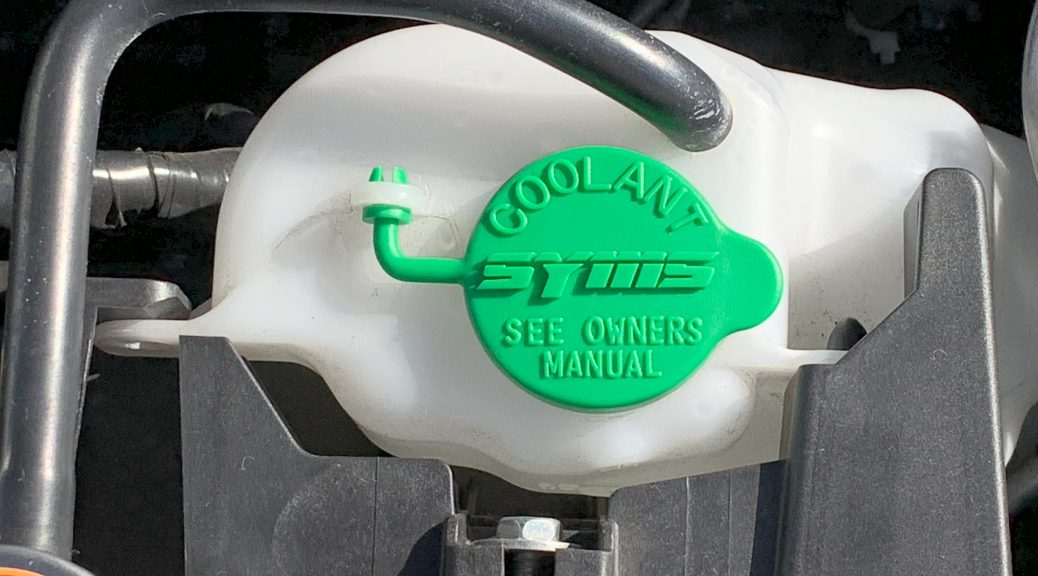 COOLANT
SYMS
SEE OWNERS
MANUAL